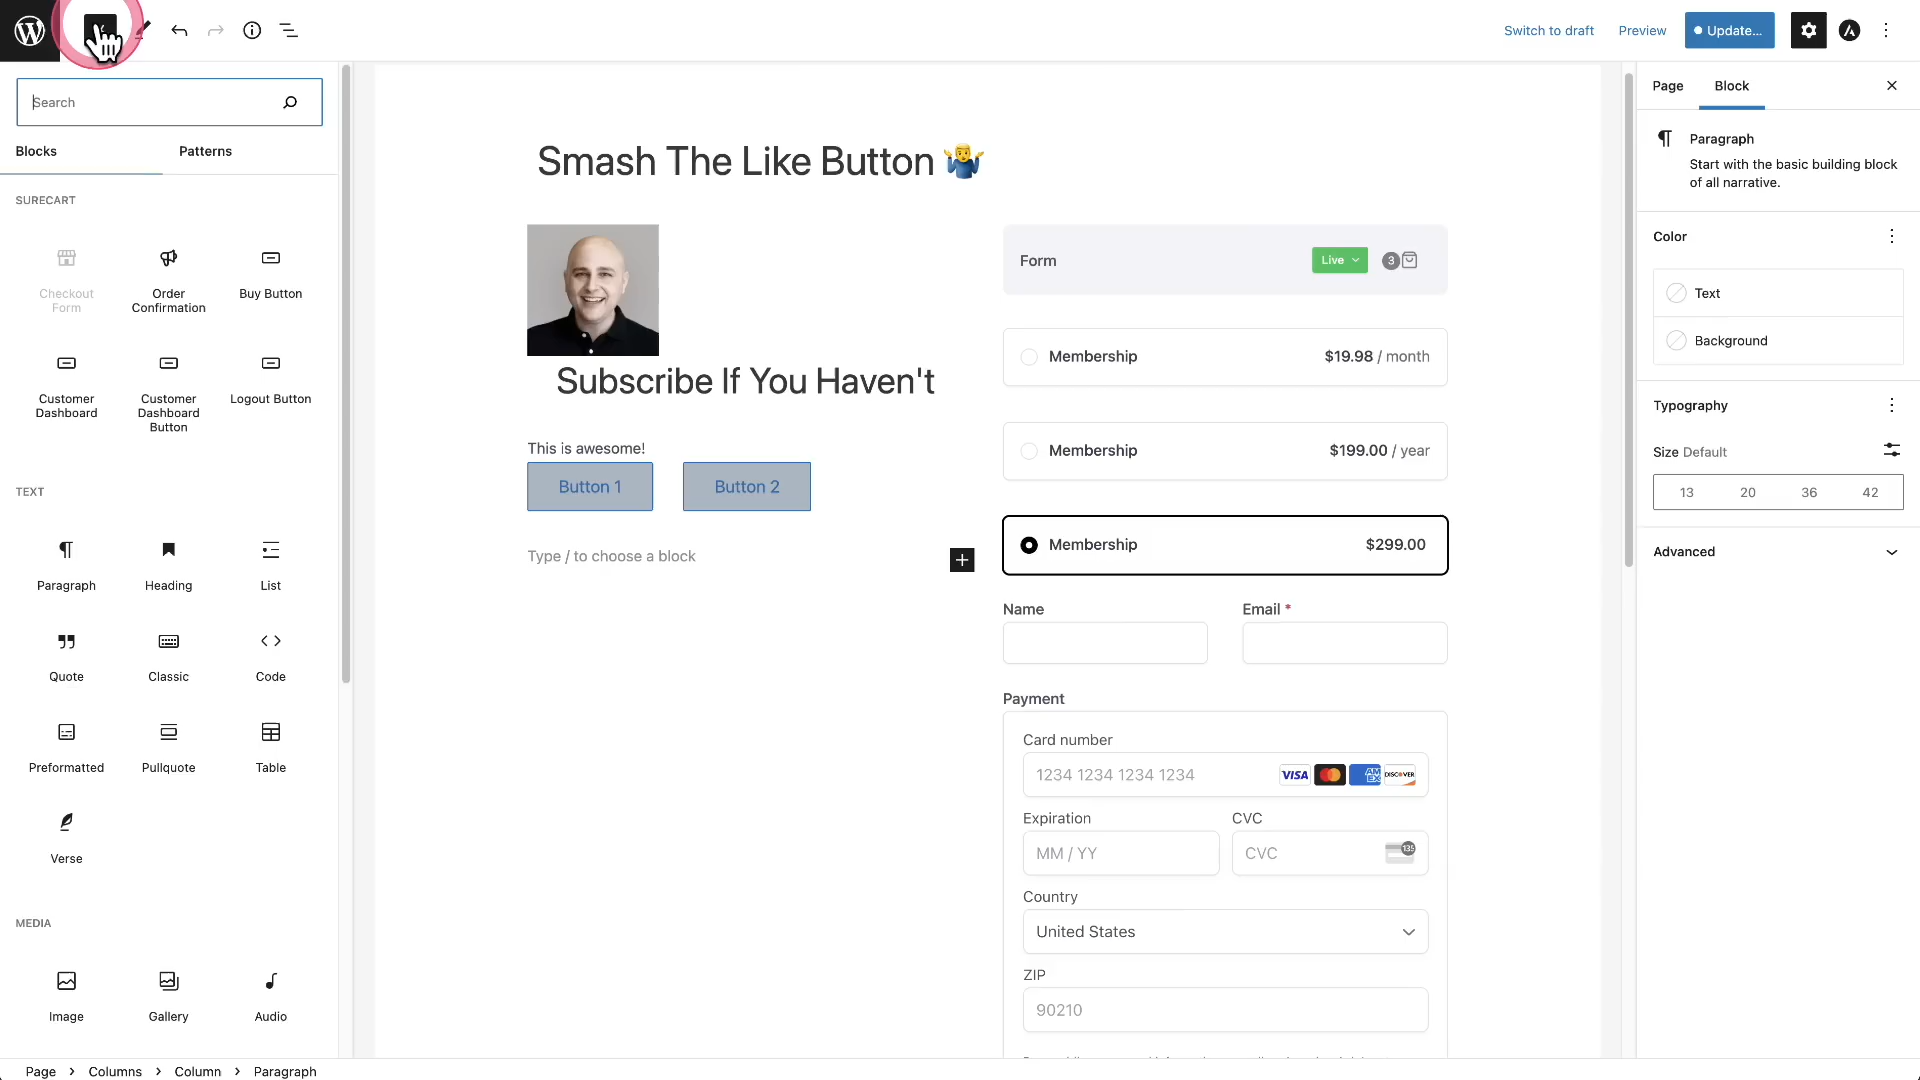 Switch to draft
Preview
Update...
Search
Blocks
Patterns
SURECART
Checkout
Form
Order
Confirmation
Buy Button
Customer
Dashboard
Customer
Dashboard
Button
Logout Button
TEXT
Paragraph
Heading
List
Quote
Classic
Code
Preformatted
Pullquote
Table
Verse
MEDIA
Image
Gallery
Audio
Smash The Like Button 🤷‍♂️
Subscribe If You Haven't
This is awesome!
Button 1
Button 2
Type / to choose a block
Form
Live
3
Membership
$19.98 / month
Membership
$199.00 / year
Membership
$299.00
Name
Email *
Payment
Card number
1234 1234 1234 1234
VISA
AM
EX
DISCOVER
Expiration
CVC
MM / YY
CVC
135
Country
United States
ZIP
90210
Page
Block
Paragraph
Start with the basic building block
of all narrative.
Color
Text
Background
Typography
Size Default
13
20
36
42
Advanced
Page > Columns > Column > Paragraph